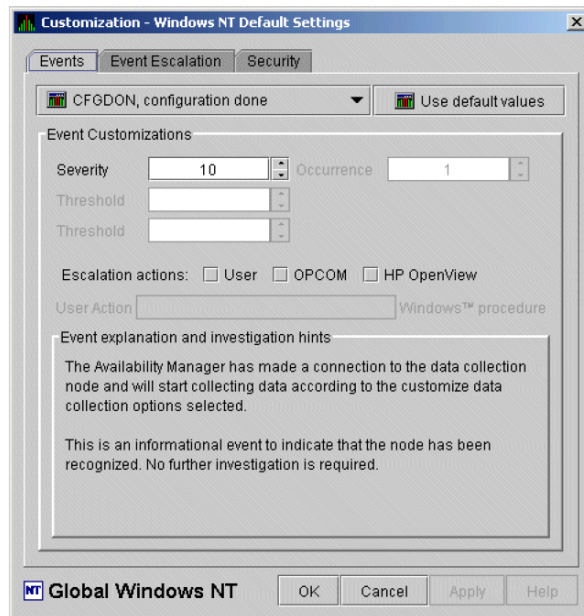 Customization - Windows NT Default Settings
Events Event Escalation Security
CFGDON, configuration done Use default values
Event Customizations
Severity 10 Occurrence 1
Threshold
Threshold
Escalation actions: User OPCOM HP OpenView
User Action Windows™ procedure
Event explanation and investigation hints
The Availability Manager has made a connection to the data collection
node and will start collecting data according to the customize data
collection options selected.
This is an informational event to indicate that the node has been
recognized. No further investigation is required.
NT Global Windows NT OK Cancel Apply Help